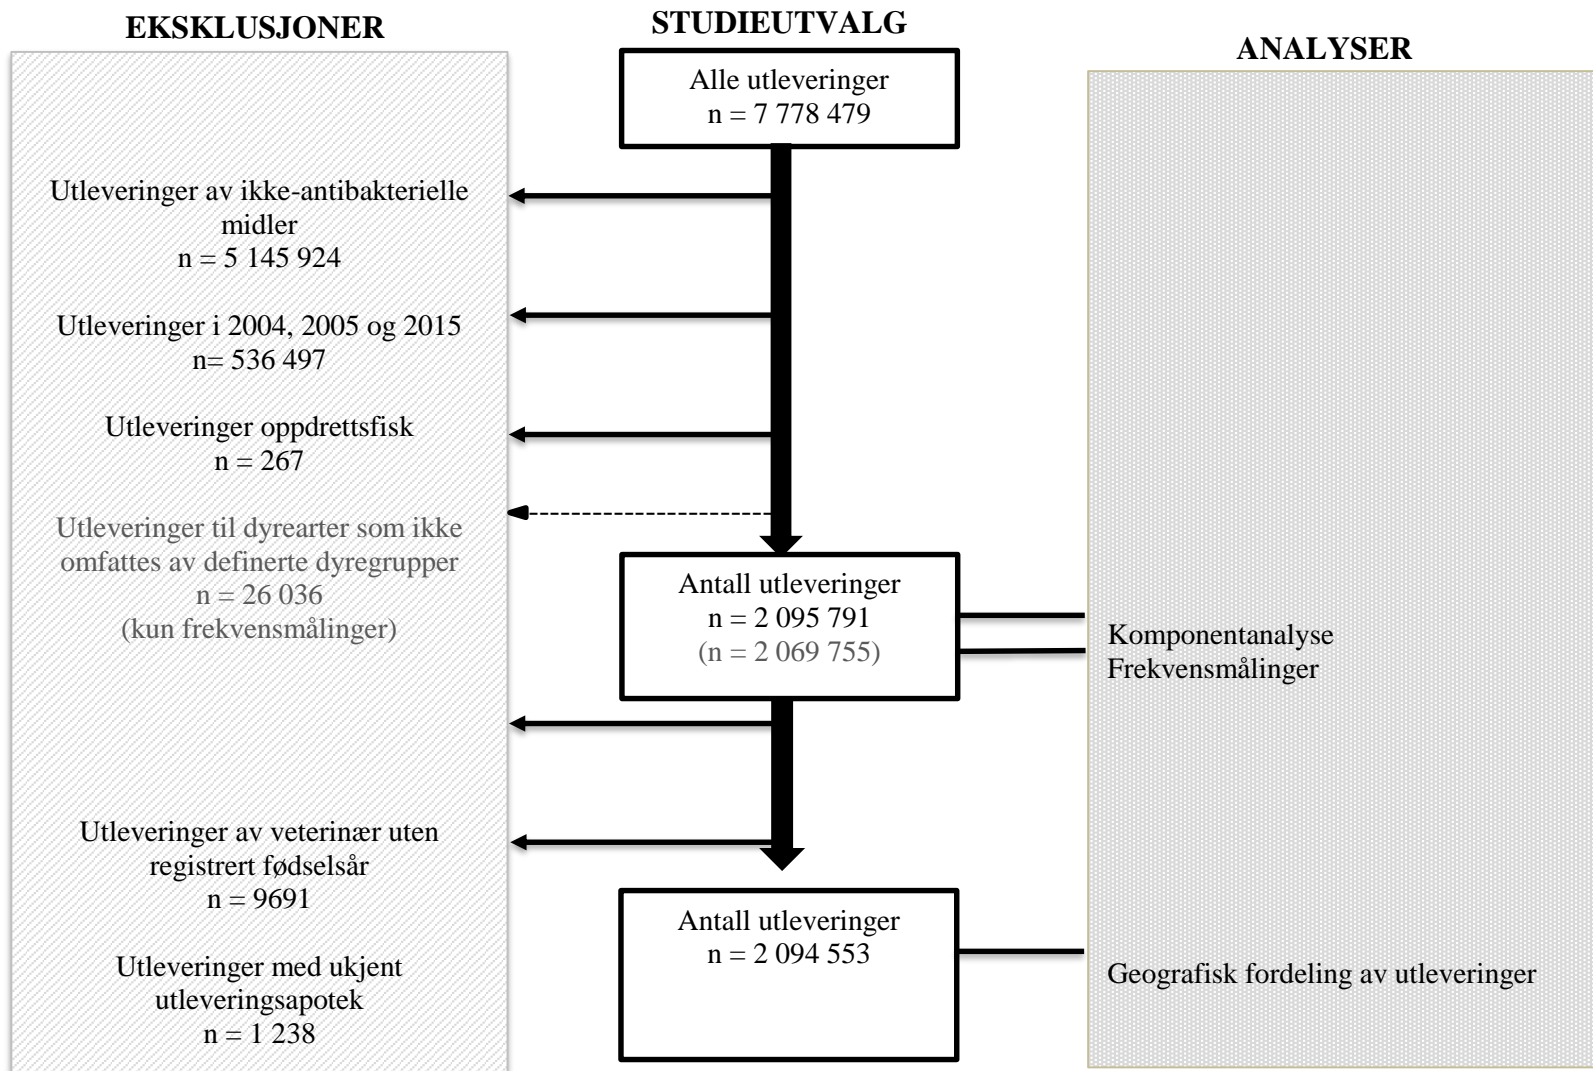 EKSKLUSJONER
Utleveringer av ikke-antibakterielle
midler
n = 5 145 924
Utleveringer i 2004, 2005 og 2015
n= 536 497
Utleveringer oppdrettsfisk
n = 267
Utleveringer til dyrearter som ikke
omfattes av definerte dyregrupper
n = 26 036
(kun frekvensmålinger)
Utleveringer av veterinær uten
registrert fødselsår
n = 9691
Utleveringer med ukjent
utleveringsapotek
n = 1 238
STUDIEUTVALG
Alle utleveringer
n = 7 778 479
Antall utleveringer
n = 2 095 791
(n = 2 069 755)
Antall utleveringer
n = 2 094 553
ANALYSER
Komponentanalyse
Frekvensmålinger
Geografisk fordeling av utleveringer